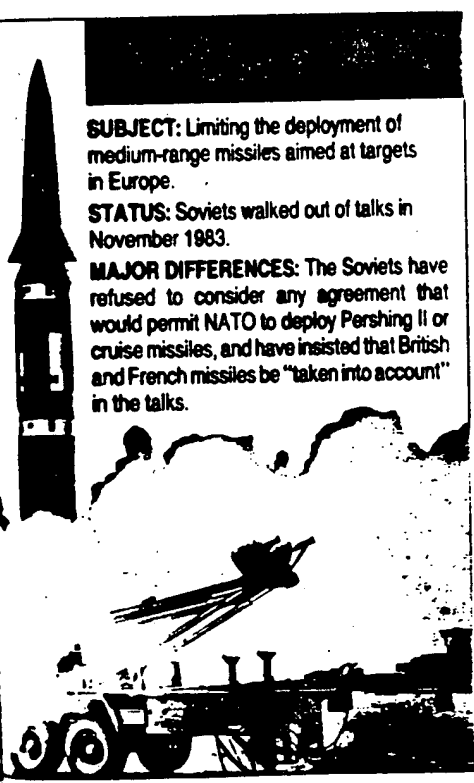 SUBJECT: Limiting the deployment of
medium-range missiles aimed at targets
in Europe.
STATUS: Soviets walked out of talks in
November 1983.
MAJOR DIFFERENCES: The Soviets have
refused to consider any agreement that
would permit NATO to deploy Pershing II or
cruise missiles, and have insisted that British
and French missiles be "taken into account"
in the talks.